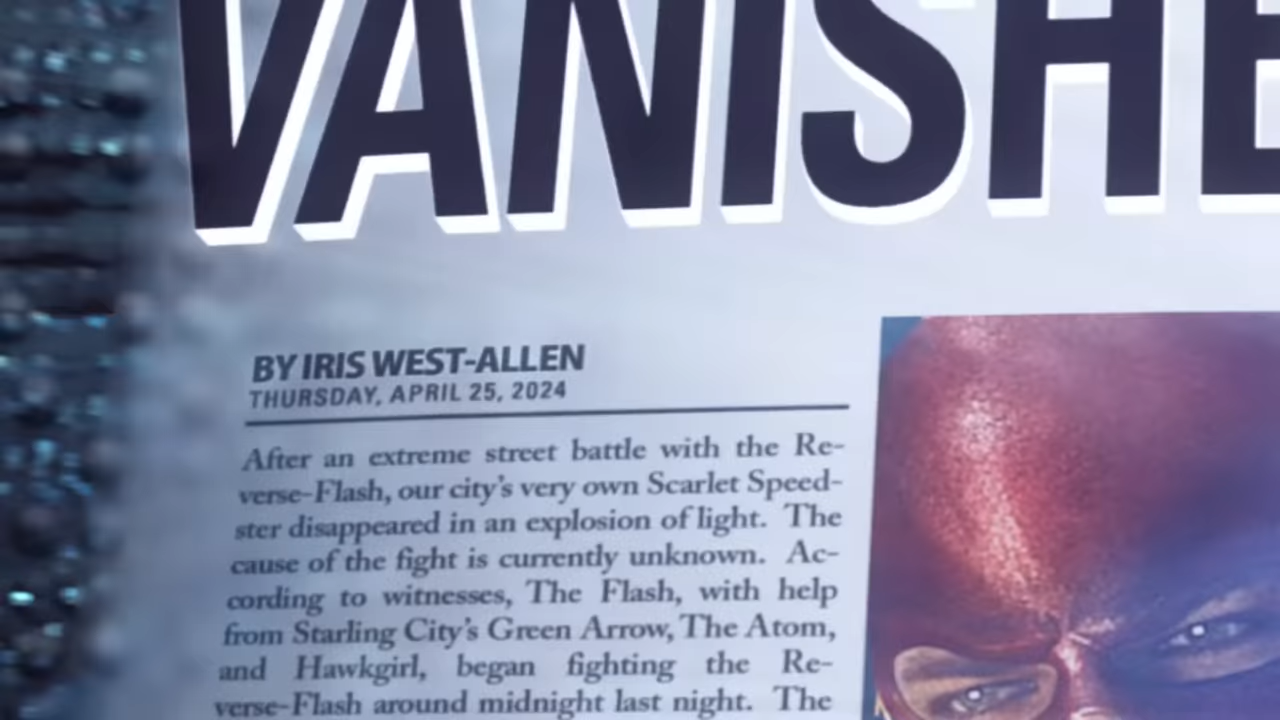 VANISHE
BY IRIS WEST-ALLEN
THURSDAY, APRIL 25, 2024
After an extreme street battle with the Re-
verse-Flash, our city's very own Scarlet Speed-
ster disappeared in an explosion of light. The
cause of the fight is currently unknown. Ac-
cording to witnesses, The Flash, with help
from Starling City's Green Arrow, The Atom,
and Hawkgirl, began fighting the Re-
verse-Flash around midnight last night. The